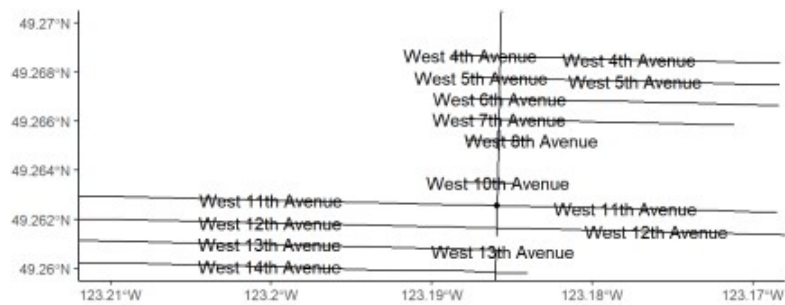 49.27°N
West 4th Avenue
West 4th Avenue
49.268°N
West 5th Avenue
West 5th Avenue
West 6th Avenue
49.266°N
West 7th Avenue
West 8th Avenue
49.264°N
West 10th Avenue
West 11th Avenue
West 11th Avenue
49.262°N
West 12th Avenue
West 12th Avenue
West 13th Avenue
West 13th Avenue
49.26°N
West 14th Avenue
123.21°W 123.2°W 123.19°W 123.18°W 123.17°W